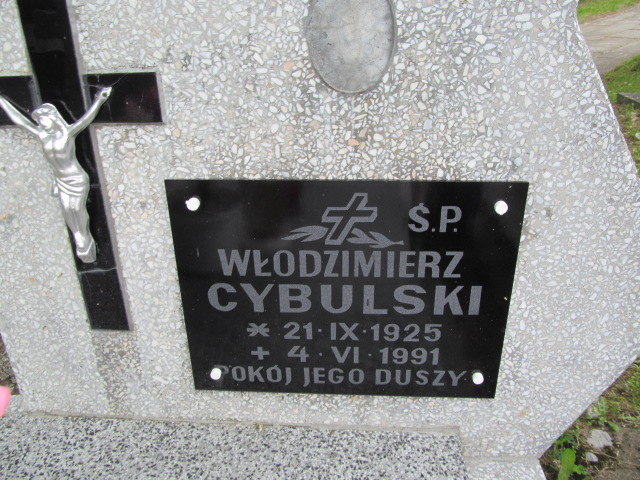 Ś.P.
WŁODZIMIERZ
CYBULSKI
* 21·IX·1925
+ 4·VI·1991
POKÓJ JEGO DUSZY